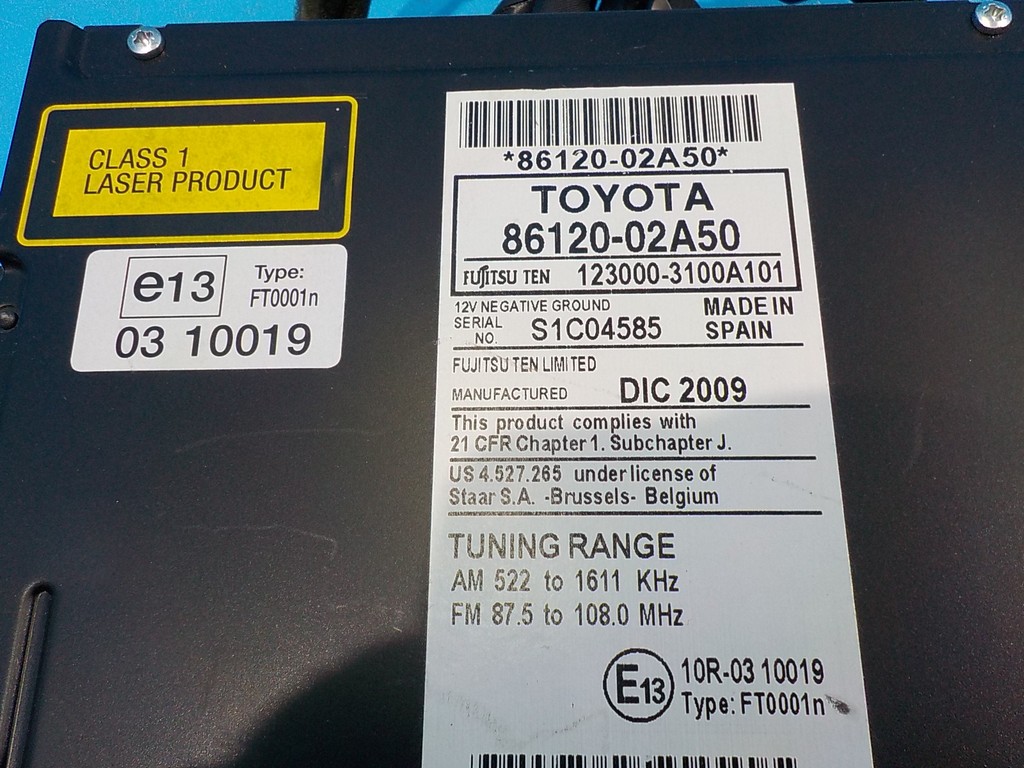 CLASS 1
LASER PRODUCT
e13 Type:
FT0001n
03 10019
*86120-02A50*
TOYOTA
86120-02A50
FUJITSU TEN 123000-3100A101
12V NEGATIVE GROUND MADE IN
SERIAL NO. S1C04585 SPAIN
FUJITSU TEN LIMITED
MANUFACTURED DIC 2009
This product complies with
21 CFR Chapter 1. Subchapter J.
US 4.527.265 under license of
Staar S.A. -Brussels- Belgium
TUNING RANGE
AM 522 to 1611 KHz
FM 87.5 to 108.0 MHz
E13 10R-03 10019
Type: FT0001n